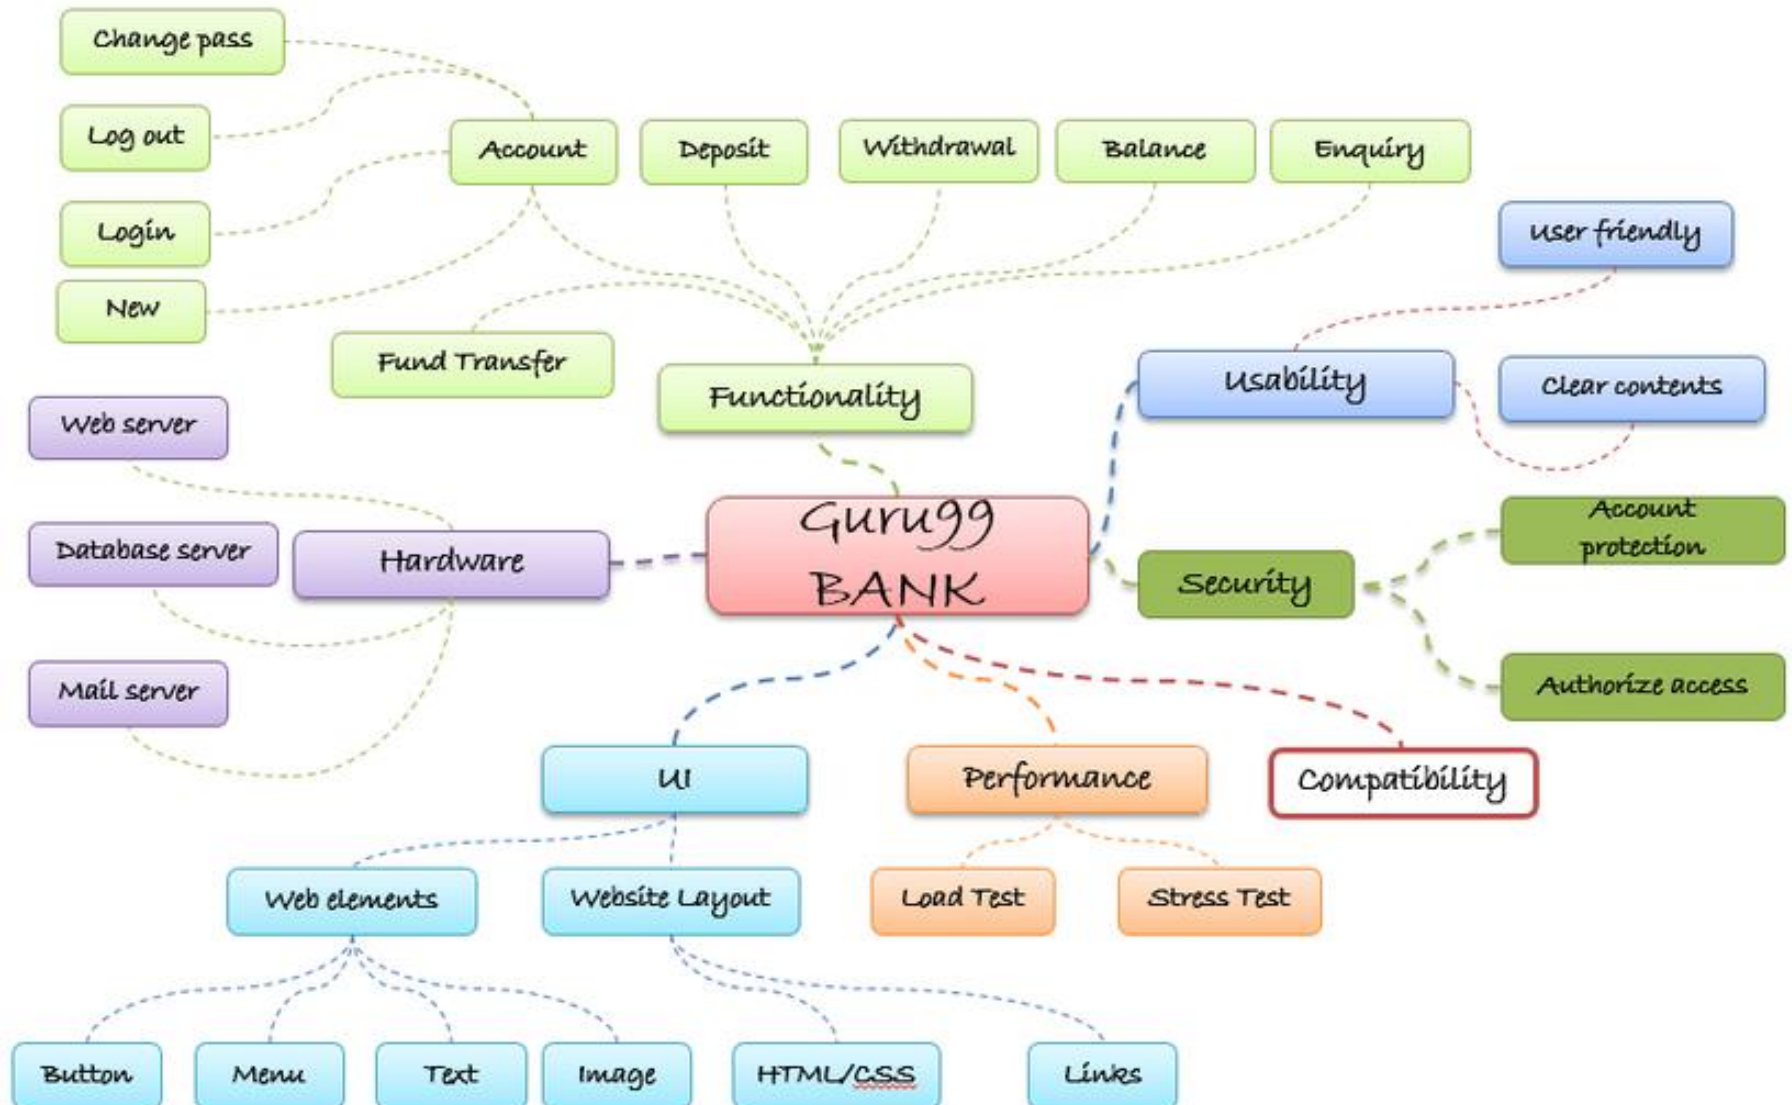 Change pass
Log out
Account
Deposit
Withdrawal
Balance
Enquiry
Login
User friendly
New
Fund Transfer
Functionality
Usability
Clear contents
Web server
Guru99
BANK
Account
protection
Database server
Hardware
Security
Mail server
Authorize access
UI
Performance
Compatibility
Web elements
Website Layout
Load Test
Stress Test
Button
Menu
Text
Image
HTML/CSS
Links